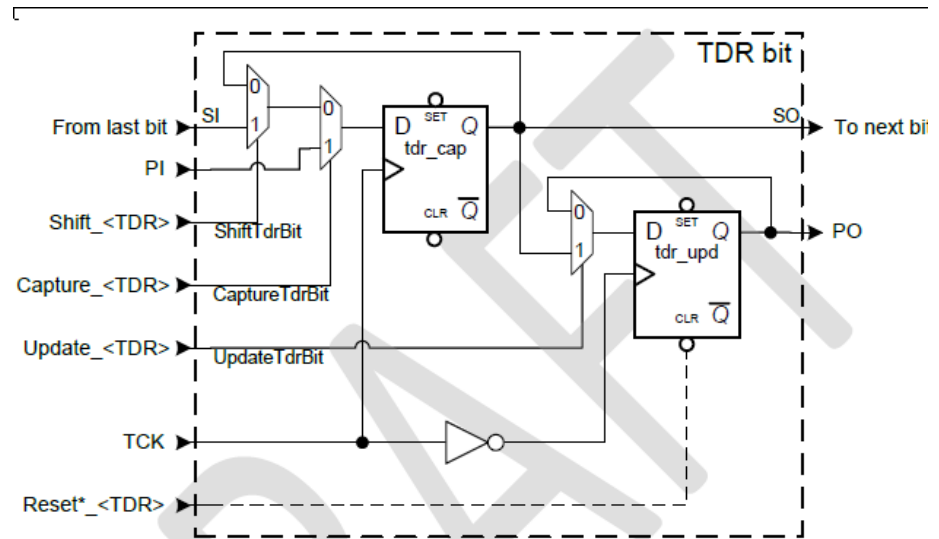 TDR bit
0
1
SI
0
1
From last bit
PI
Shift_<TDR>
ShiftTdrBit
Capture_<TDR>
CaptureTdrBit
Update_<TDR>
UpdateTdrBit
TCK
Reset*_<TDR>
D SET Q
tdr_cap
CLR Q
SO
To next bit
0
1
D SET Q
tdr_upd
CLR Q
PO
DRAFT